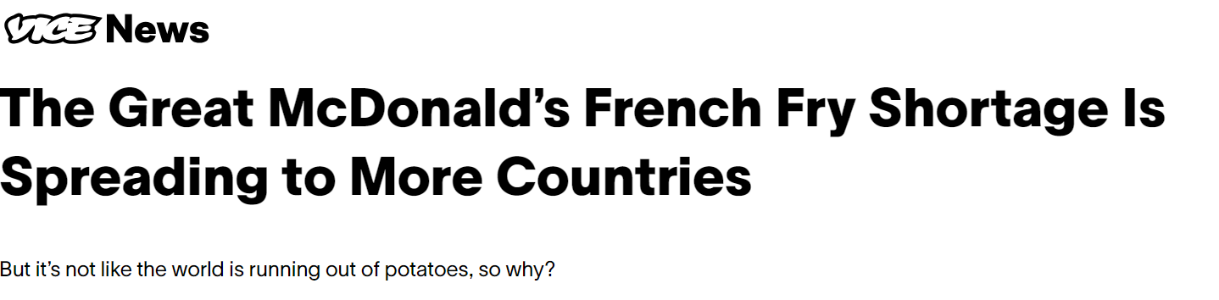 VICE News
The Great McDonald’s French Fry Shortage Is
Spreading to More Countries
But it’s not like the world is running out of potatoes, so why?